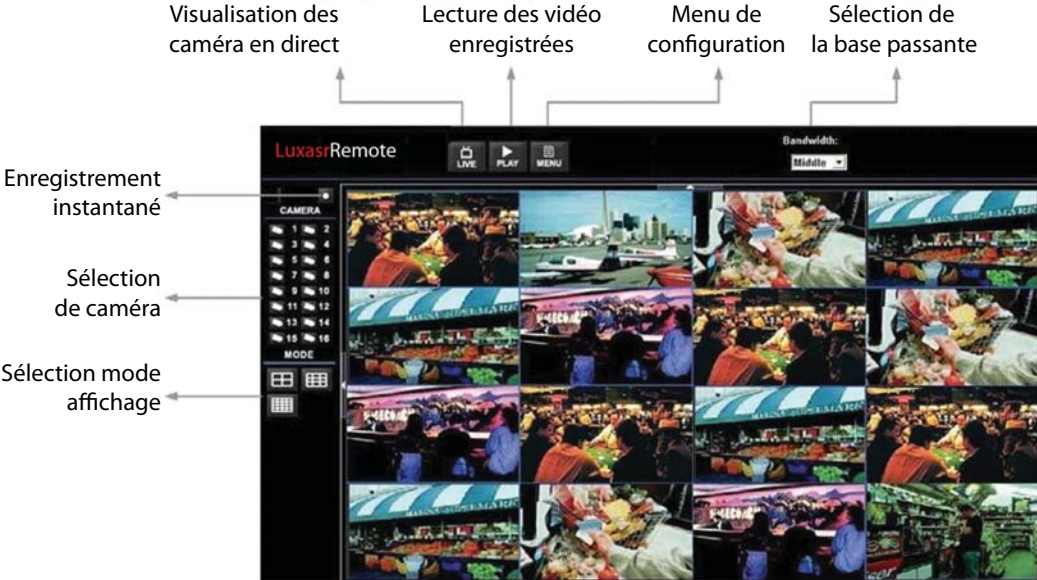 Visualisation des
caméra en direct
Lecture des vidéo
enregistrées
Menu de
configuration
Sélection de
la base passante
LuxasrRemote
LIVE
PLAY
MENU
Bandwidth:
Middle
Enregistrement
instantané
CAMERA
1 2
3 4
5 6
7 8
9 10
11 12
13 14
15 16
Sélection
de caméra
MODE
Sélection mode
affichage